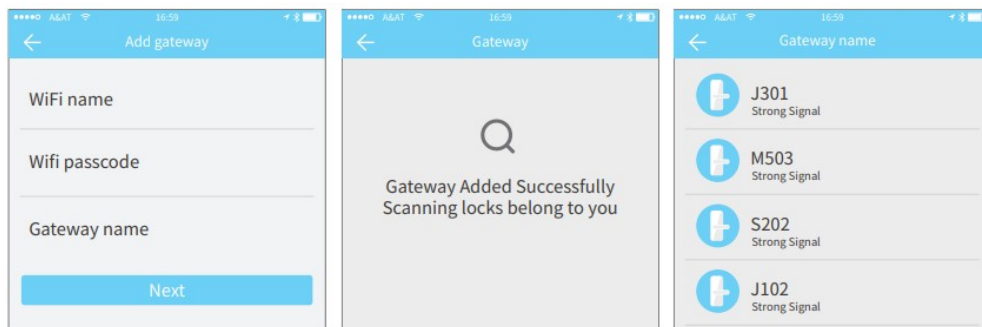 A&AT 16:59
Add gateway
WiFi name
Wifi passcode
Gateway name
Next
A&AT 16:59
Gateway
Gateway Added Successfully
Scanning locks belong to you
A&AT 16:59
Gateway name
J301
Strong Signal
M503
Strong Signal
S202
Strong Signal
J102
Strong Signal